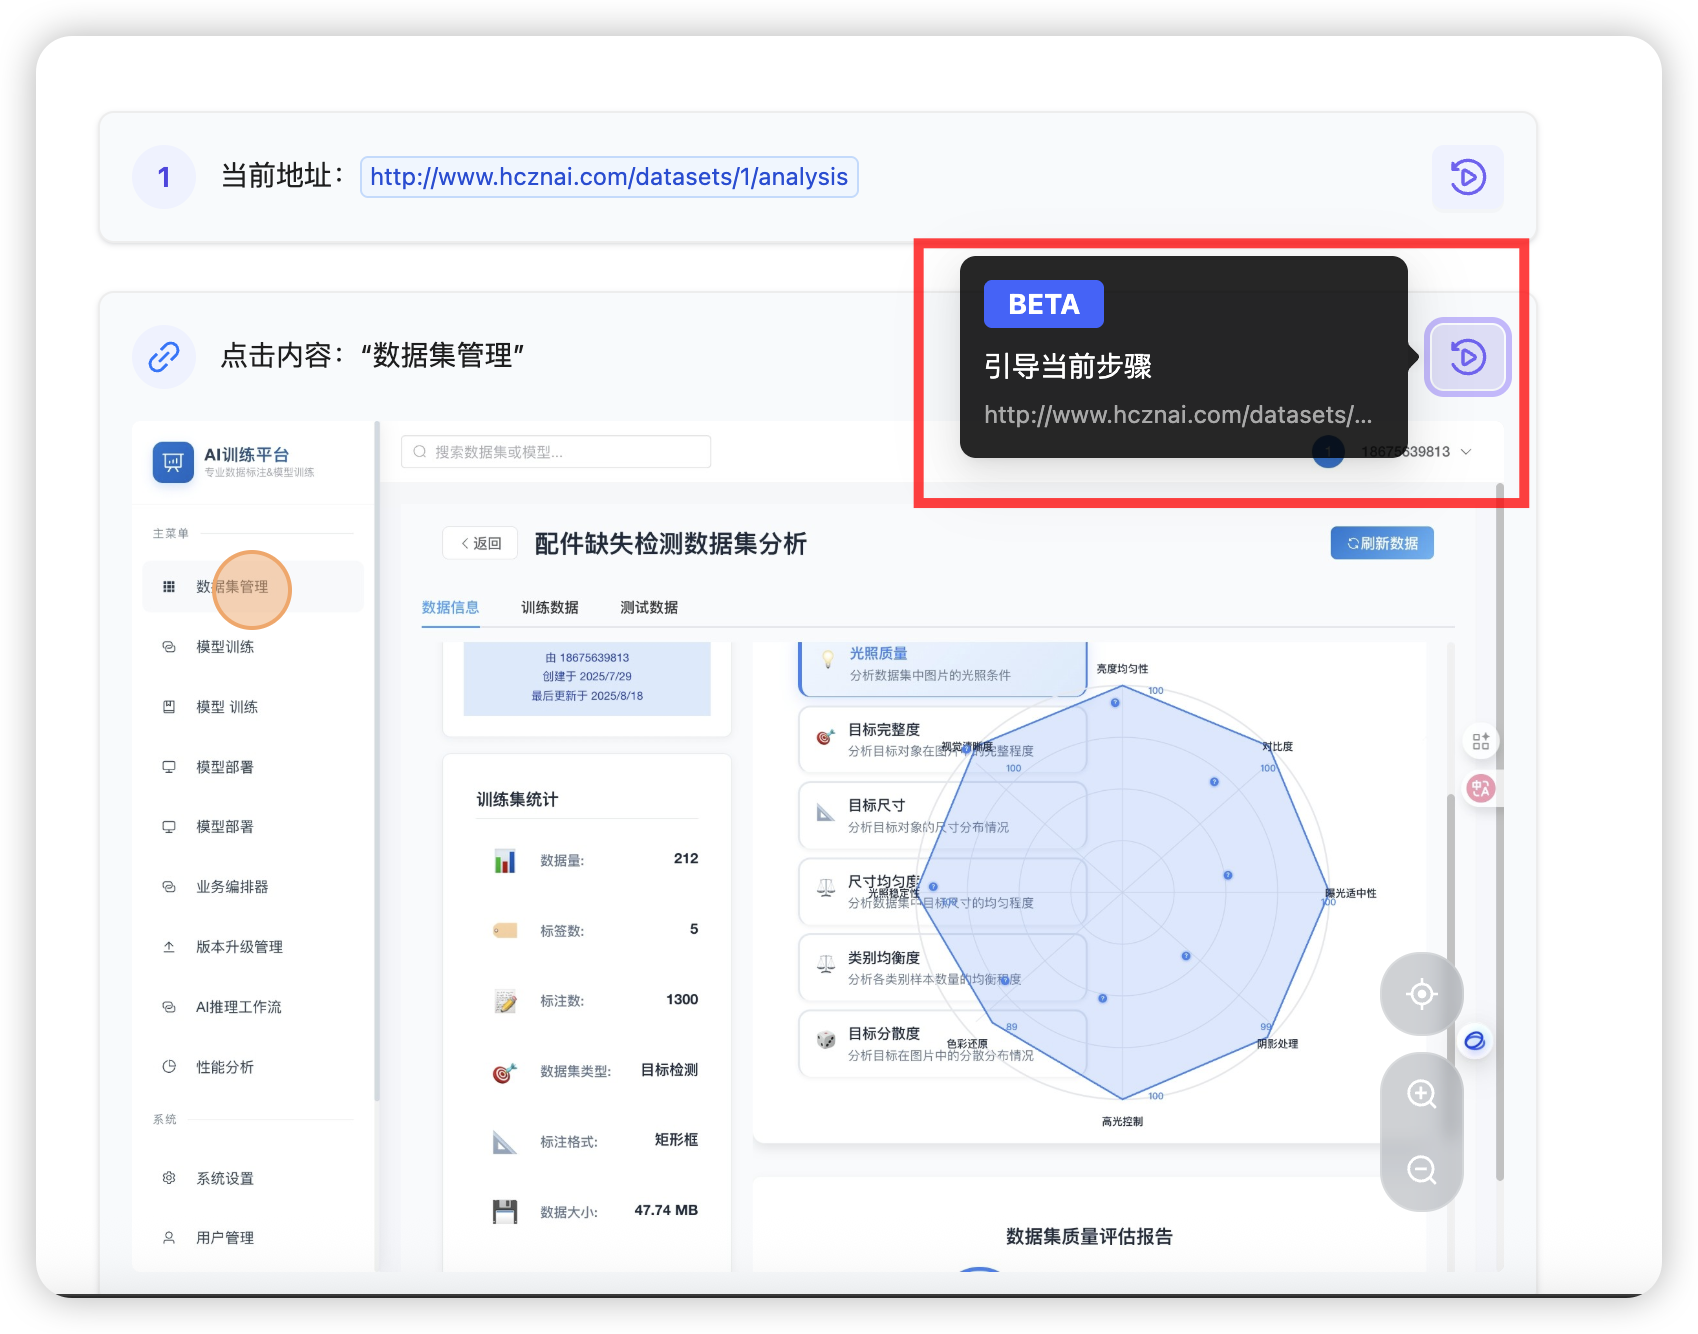 1
当前地址：
http://www.hcznai.com/datasets/1/analysis
点击内容：“数据集管理”
BETA
引导当前步骤
http://www.hcznai.com/datasets/...
AI训练平台
专业数据标注&模型训练
搜索数据集或模型...
1
18675639813
主菜单
数据集管理
模型训练
模型 训练
模型部署
模型部署
业务编排器
版本升级管理
AI推理工作流
性能分析
系统
系统设置
用户管理
返回
配件缺失检测数据集分析
刷新数据
数据信息
训练数据
测试数据
由 18675639813
创建于 2025/7/29
最后更新于 2025/8/18
训练集统计
数据量:
212
标签数:
5
标注数:
1300
数据集类型:
目标检测
标注格式:
矩形框
数据大小:
47.74 MB
光照质量
分析数据集中图片的光照条件
目标完整度
分析目标对象在图片中的完整程度
目标尺寸
分析目标对象的尺寸分布情况
尺寸均匀度
分析数据集中目标尺寸的均匀程度
类别均衡度
分析各类别样本数量的均衡程度
目标分散度
分析目标在图片中的分散分布情况
亮度均匀性
100
对比度
100
曝光适中性
100
阴影处理
99
高光控制
100
色彩还原
89
光照稳定性
100
视觉清晰度
100
数据集质量评估报告